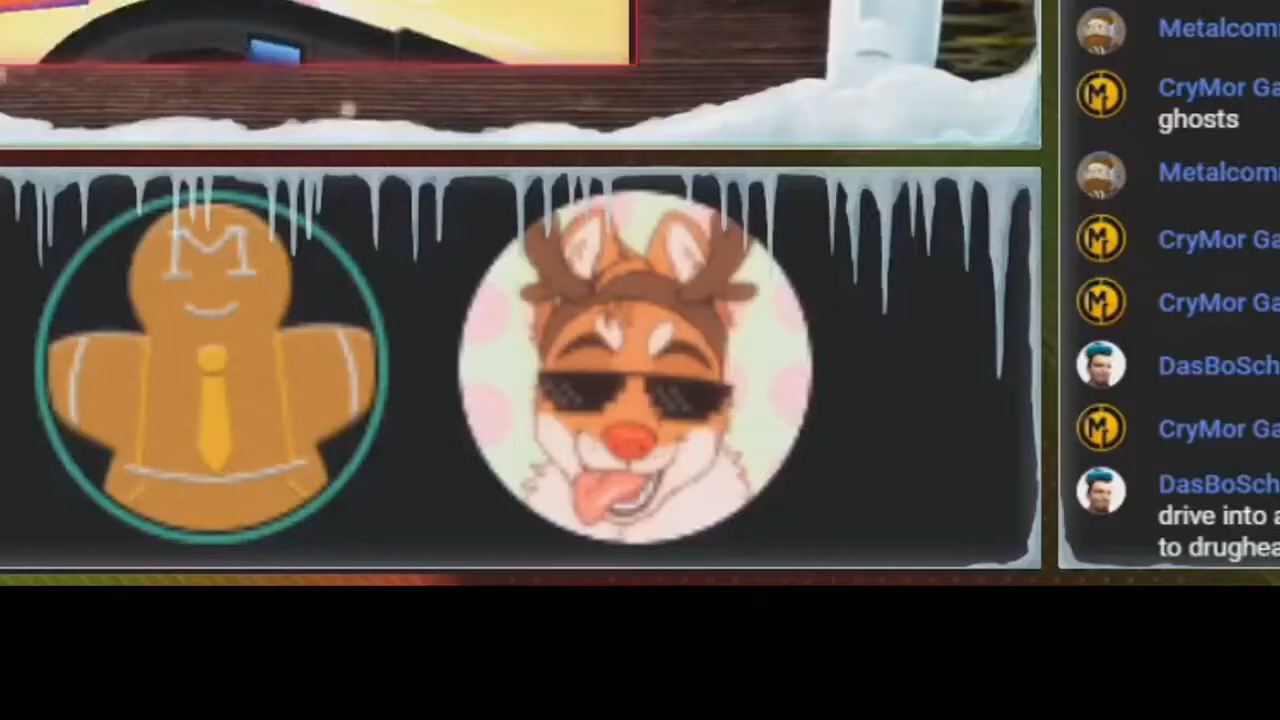 M
Metalcom
CryMor Ga
ghosts
Metalcom
CryMor Ga
CryMor Ga
DasBoSch
CryMor Ga
DasBoSch
drive into a
to drughea